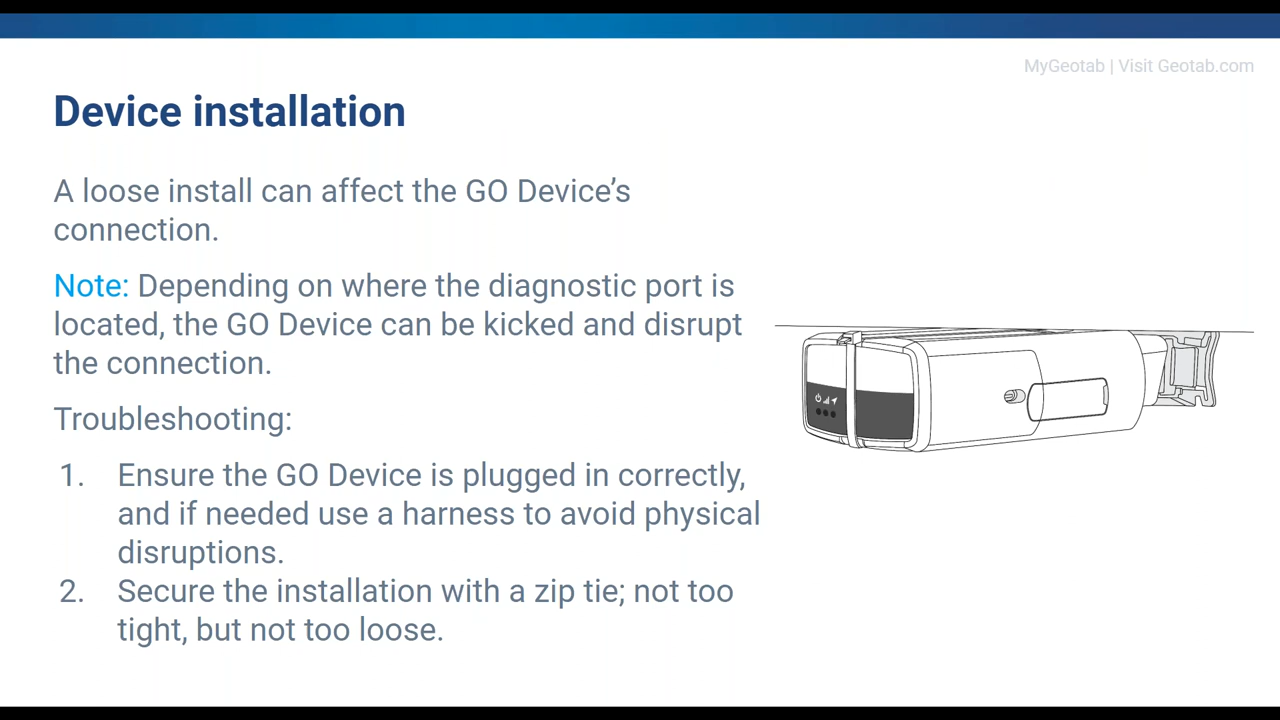 MyGeotab | Visit Geotab.com
Device installation
A loose install can affect the GO Device’s
connection.
Note: Depending on where the diagnostic port is
located, the GO Device can be kicked and disrupt
the connection.
Troubleshooting:
1. Ensure the GO Device is plugged in correctly,
and if needed use a harness to avoid physical
disruptions.
2. Secure the installation with a zip tie; not too
tight, but not too loose.